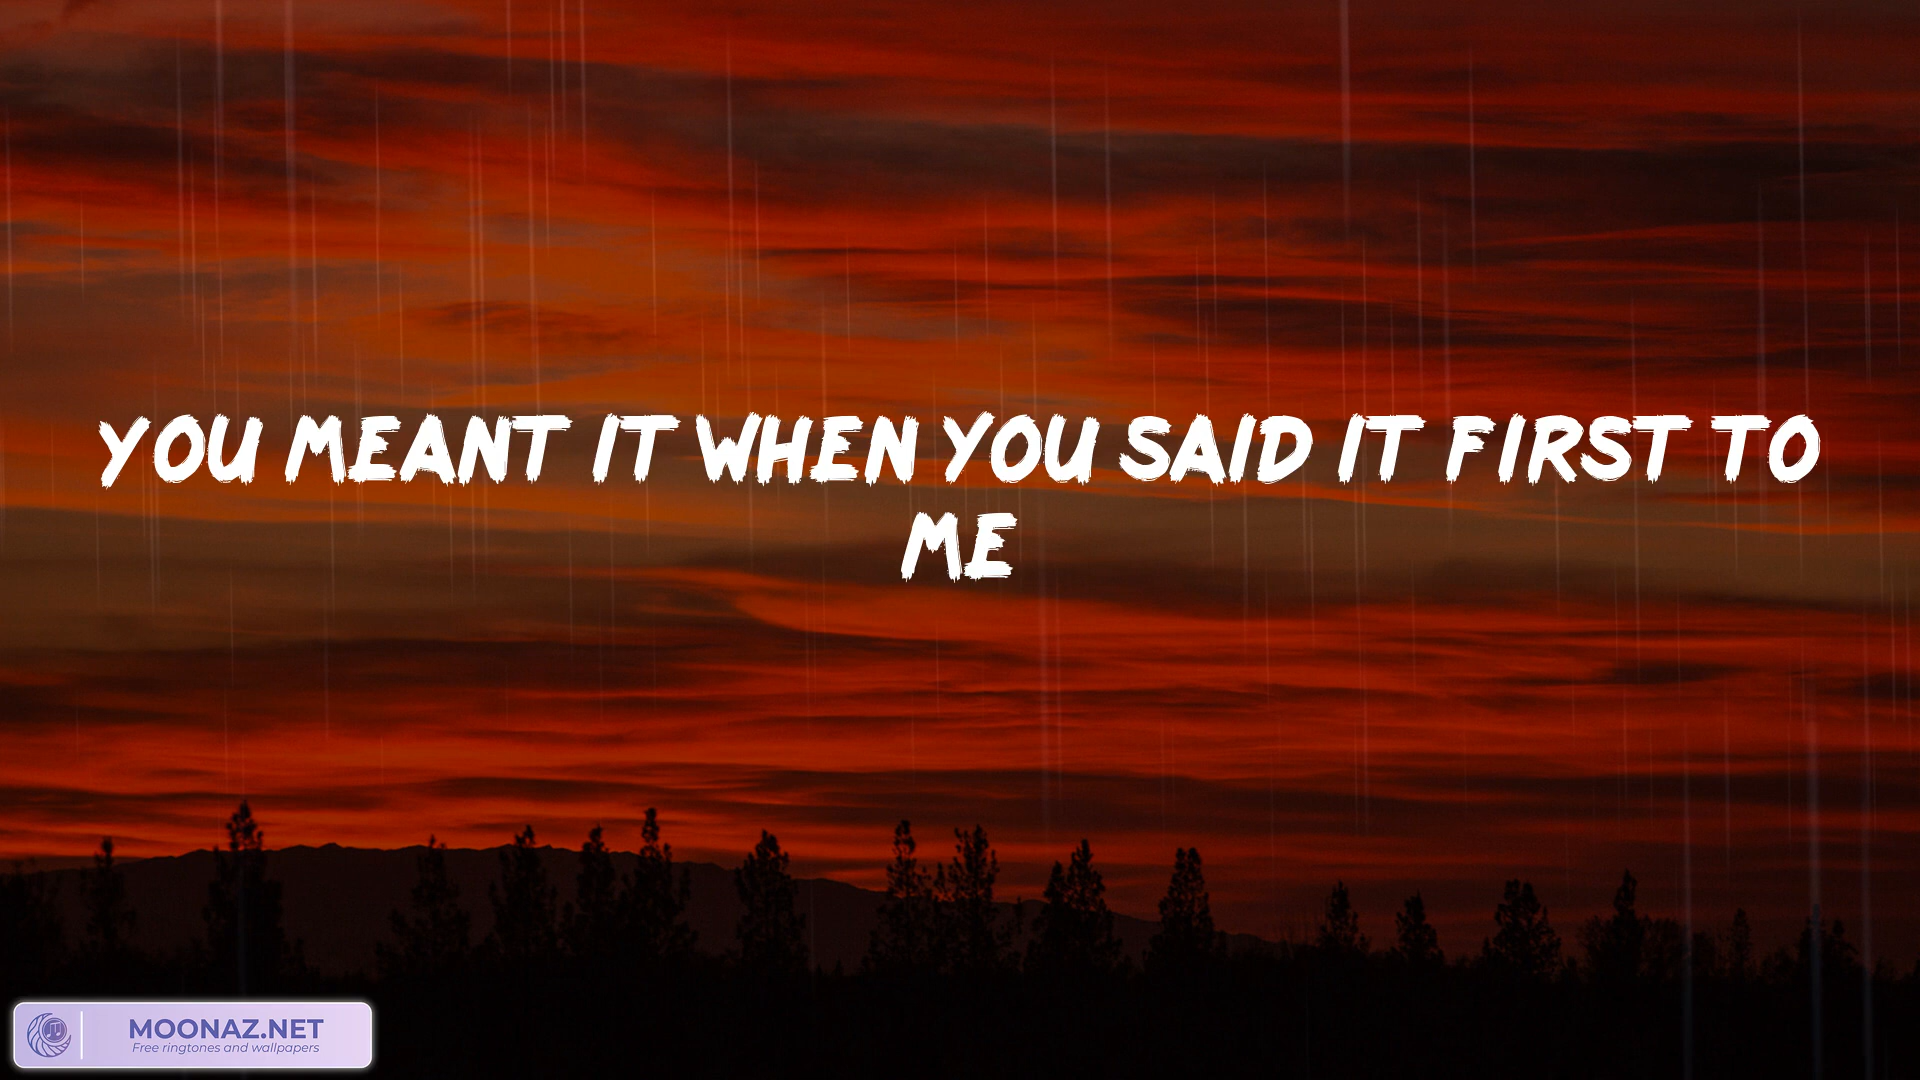 YOU MEANT IT WHEN YOU SAID IT FIRST TO
ME
MOONAZ.NET
Free ringtones and wallpapers